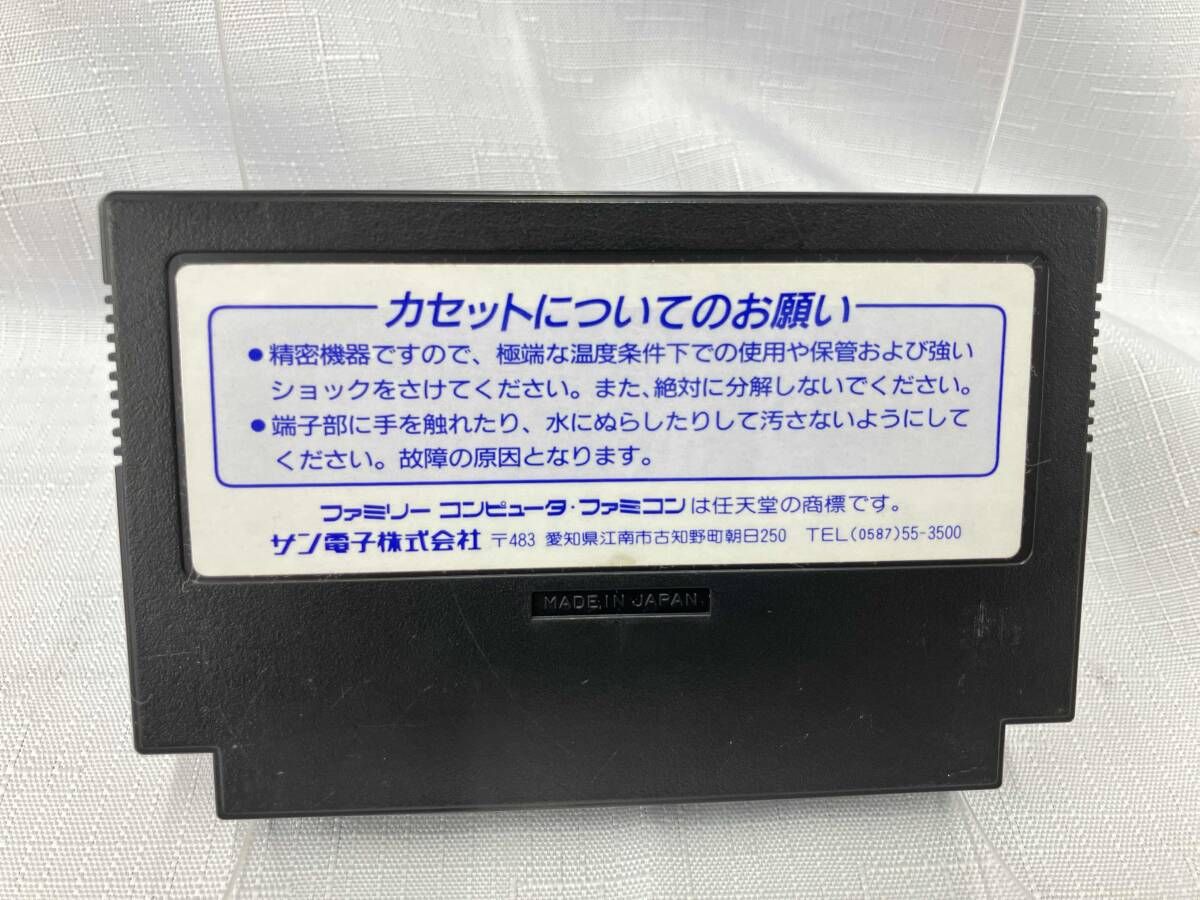 カセットについてのお願い
●精密機器ですので、極端な温度条件下での使用や保管および強い
ショックをさけてください。また、絶対に分解しないでください。
●端子部に手を触れたり、水にぬらしたりして汚さないようにして
ください。故障の原因となります。
ファミリー コンピュータ・ファミコンは任天堂の商標です。
サン電子株式会社 〒483 愛知県江南市古知野町朝日250 TEL(0587)55-3500
MADE IN JAPAN